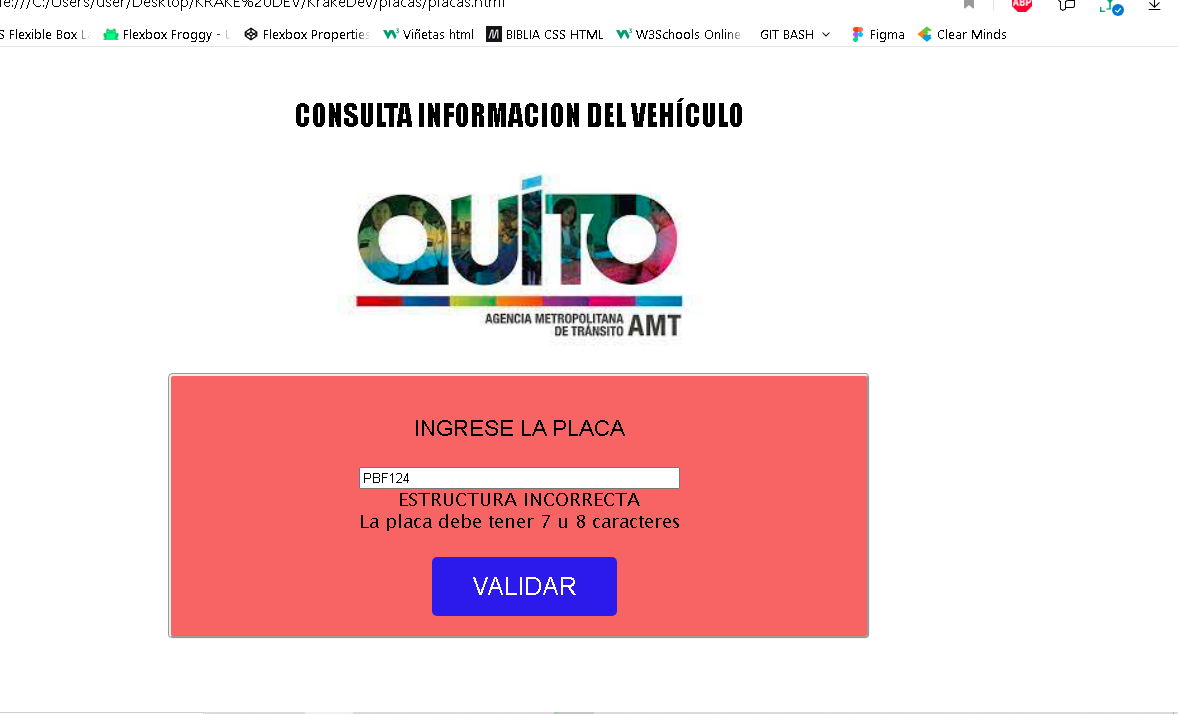 e:///C:/Users/user/Desktop/KRAKE%20DEV/KrakeDev/placas/placas.html
ABP
S Flexible Box L
Flexbox Froggy - U
Flexbox Properties
Viñetas html
M BIBLIA CSS HTML
W3Schools Online
GIT BASH
Figma
Clear Minds
CONSULTA INFORMACION DEL VEHÍCULO
QUITO
AGENCIA METROPOLITANA
DE TRÁNSITO AMT
INGRESE LA PLACA
PBF124
ESTRUCTURA INCORRECTA
La placa debe tener 7 u 8 caracteres
VALIDAR